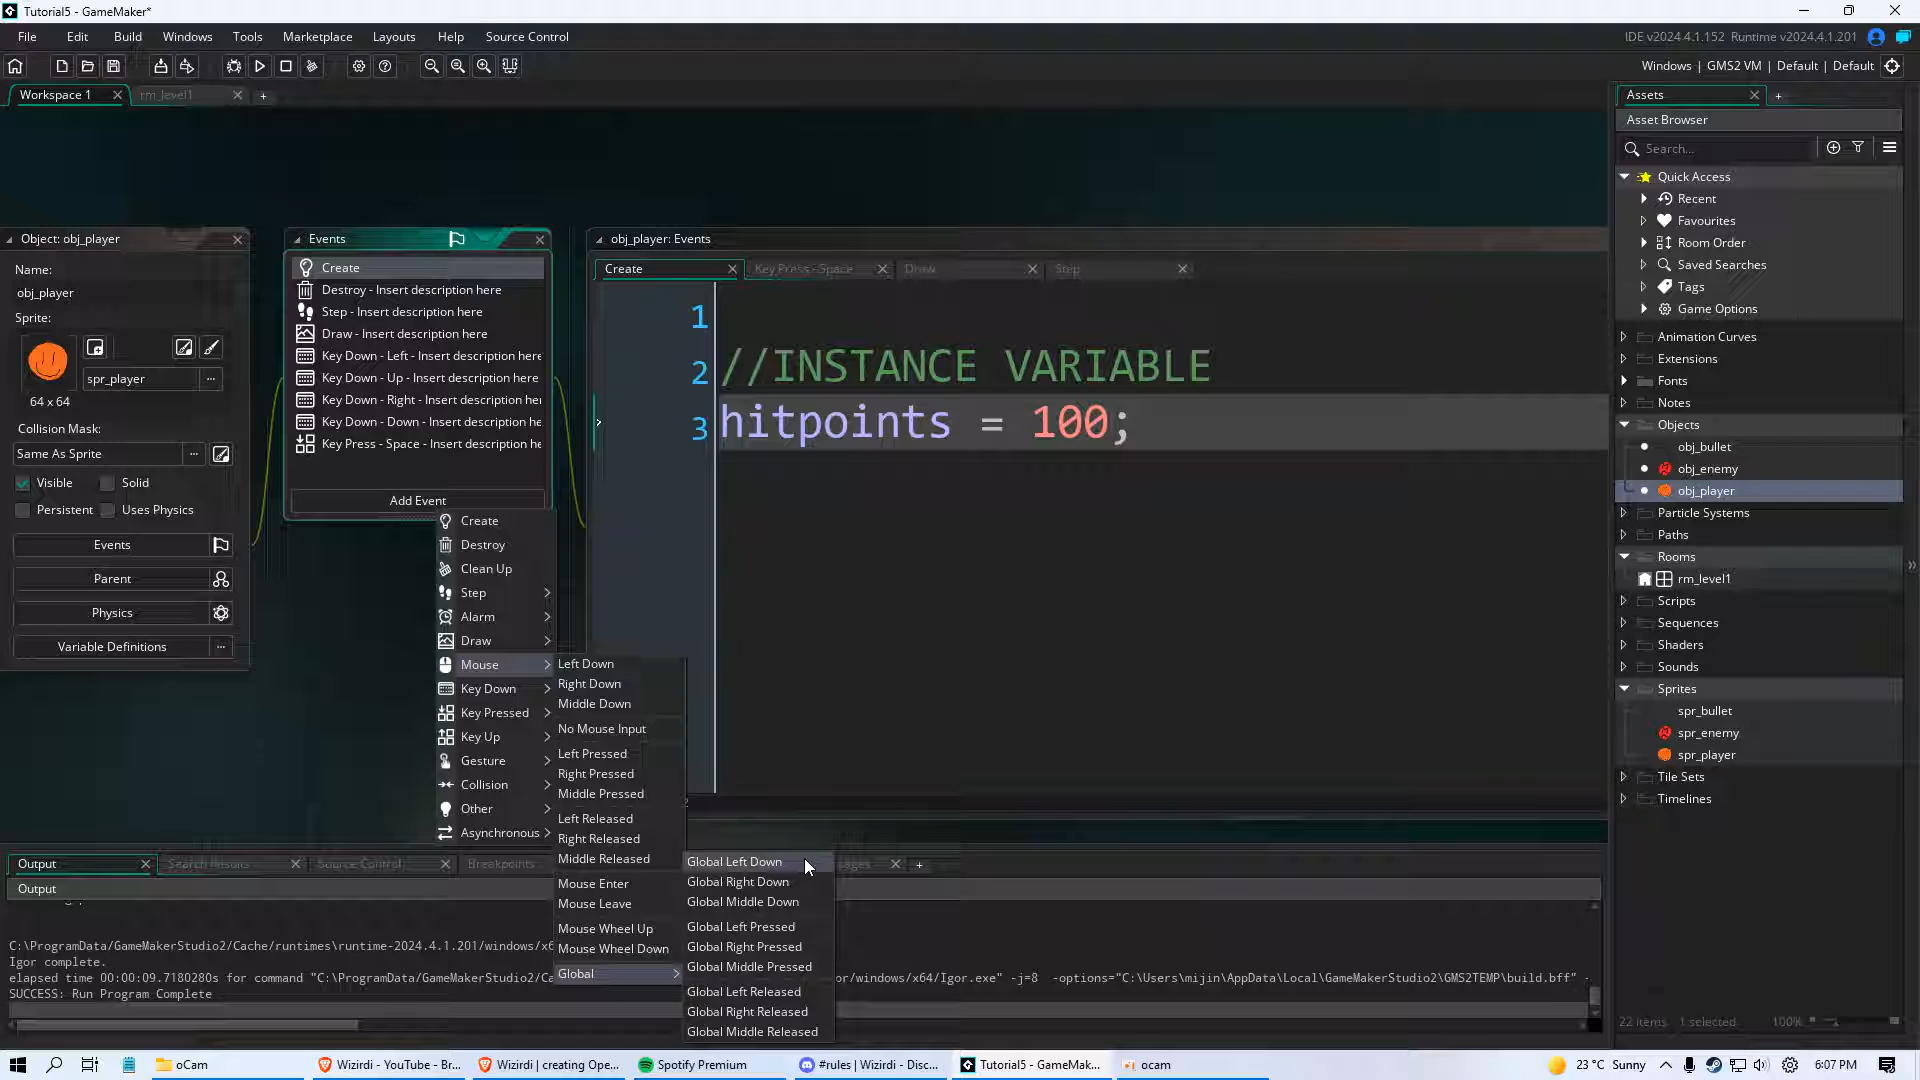 Tutorial5 - GameMaker*
File Edit Build Windows Tools Marketplace Layouts Help Source Control
IDE v2024.4.1.152 Runtime v2024.4.1.201
Windows | GMS2 VM | Default | Default
Workspace 1
rm_level1
Object: obj_player
Name:
obj_player
Sprite:
spr_player
64 x 64
Collision Mask:
Same As Sprite
Visible Solid
Persistent Uses Physics
Events
Parent
Physics
Variable Definitions
Events
Create
Destroy - Insert description here
Step - Insert description here
Draw - Insert description here
Key Down - Left - Insert description here
Key Down - Up - Insert description here
Key Down - Right - Insert description her
Key Down - Down - Insert description he
Key Press - Space - Insert description he
Add Event
Create
Destroy
Clean Up
Step
Alarm
Draw
Mouse
Key Down
Key Pressed
Key Up
Gesture
Collision
Other
Asynchronous
Left Down
Right Down
Middle Down
No Mouse Input
Left Pressed
Right Pressed
Middle Pressed
Left Released
Right Released
Middle Released
Mouse Enter
Mouse Leave
Mouse Wheel Up
Mouse Wheel Down
Global
Global Left Down
Global Right Down
Global Middle Down
Global Left Pressed
Global Right Pressed
Global Middle Pressed
Global Left Released
Global Right Released
Global Middle Released
obj_player: Events
Create Key Press - Space Draw Step
1
2 //INSTANCE VARIABLE
3 hitpoints = 100;
Output Search Results Source Control Breakpoints
Output
C:\ProgramData/GameMakerStudio2/Cache/runtimes\runtime-2024.4.1.201/windows/x6
Igor complete.
elapsed time 00:00:09.7180280s for command "C:\ProgramData/GameMakerStudio2/Ca or/windows/x64/Igor.exe" -j=8 -options="C:\Users\mijin\AppData\Local\GameMakerStudio2\GMS2TEMP\build.bff" -
SUCCESS: Run Program Complete
Assets
Asset Browser
Search...
Quick Access
Recent
Favourites
Room Order
Saved Searches
Tags
Game Options
Animation Curves
Extensions
Fonts
Notes
Objects
obj_bullet
obj_enemy
obj_player
Particle Systems
Paths
Rooms
rm_level1
Scripts
Sequences
Shaders
Sounds
Sprites
spr_bullet
spr_enemy
spr_player
Tile Sets
Timelines
22 items 1 selected 100%
oCam Wizirdi - YouTube - Br... Wizirdi | creating Ope... Spotify Premium #rules | Wizirdi - Disc... Tutorial5 - GameMak... ocam 23 °C Sunny 6:07 PM